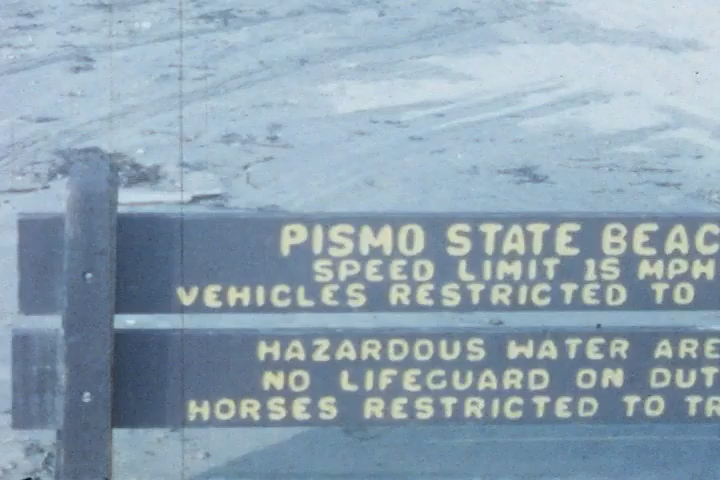 PISMO STATE BEAC
SPEED LIMIT 15 MPH
VEHICLES RESTRICTED TO
HAZARDOUS WATER ARE
NO LIFEGUARD ON DUT
HORSES RESTRICTED TO TR